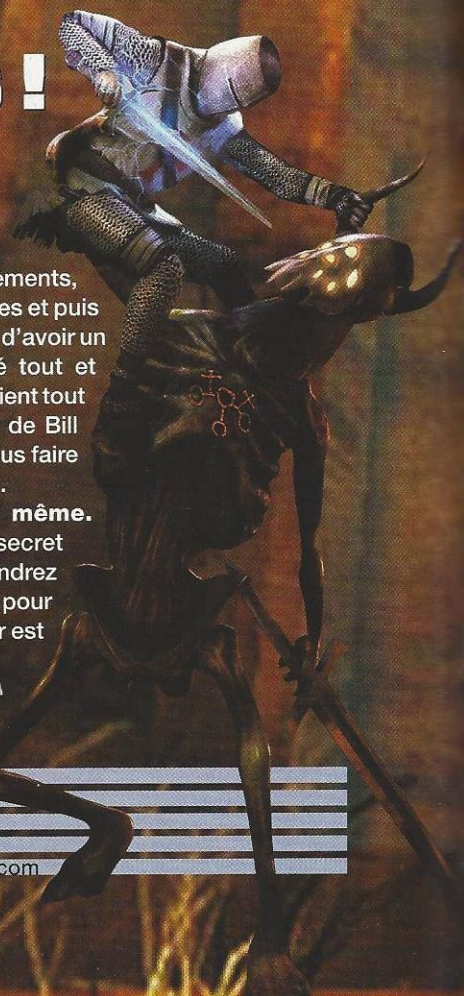 !
ements,
es et puis
d'avoir un
é tout et
ient tout
de Bill
us faire
.
même.
secret
ndrez
pour
r est
com